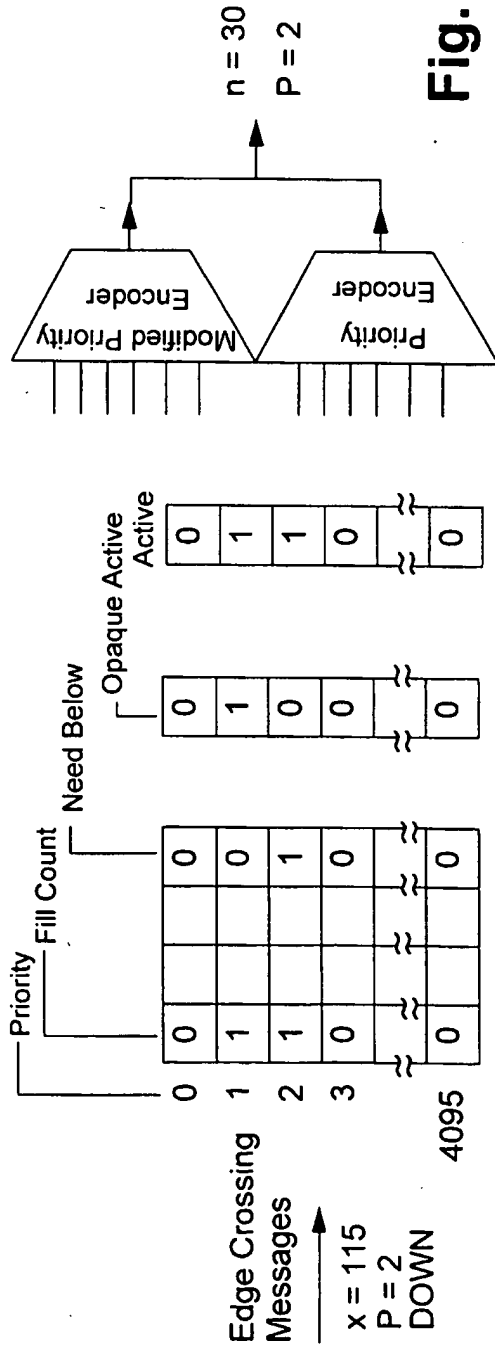 Priority
Fill Count
Need Below
Opaque Active
Active
Edge Crossing
Messages
x = 115
P = 2
DOWN
0 0 0 0 0
1 1 0 1 1
2 1 1 0 1
3 0 0 0 0
4095 0 0 0 0
Modified Priority
Encoder
Priority
Encoder
n = 30
P = 2
Fig.